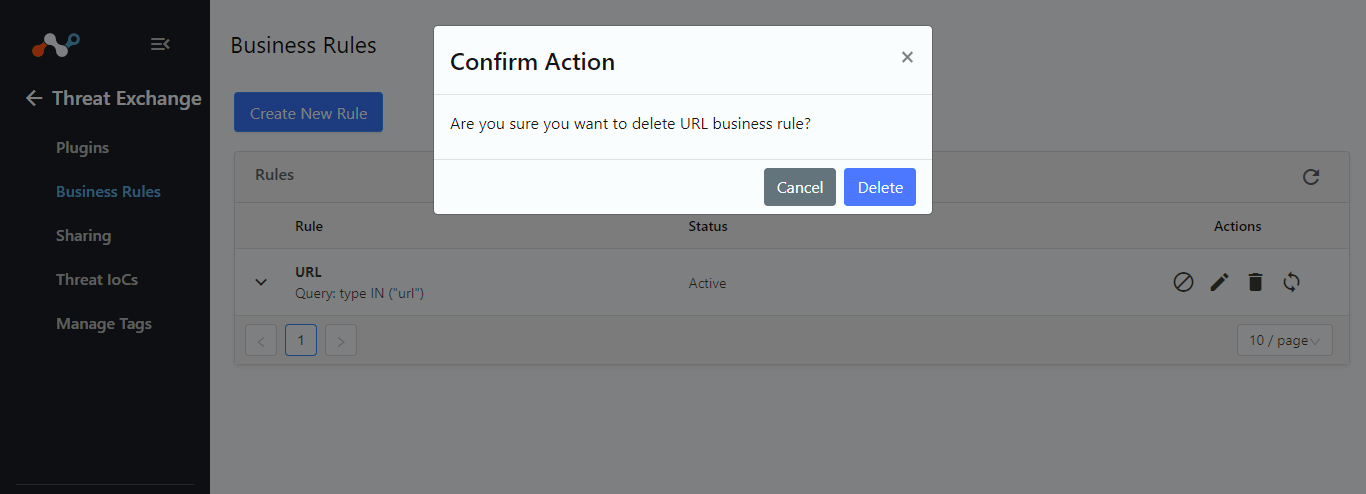 Threat Exchange
Plugins
Business Rules
Sharing
Threat IoCs
Manage Tags
Business Rules
Create New Rule
Confirm Action
×
Are you sure you want to delete URL business rule?
Cancel Delete
Rules
Rule Status Actions
URL
Query: type IN ("url") Active
< 1 > 10 / page